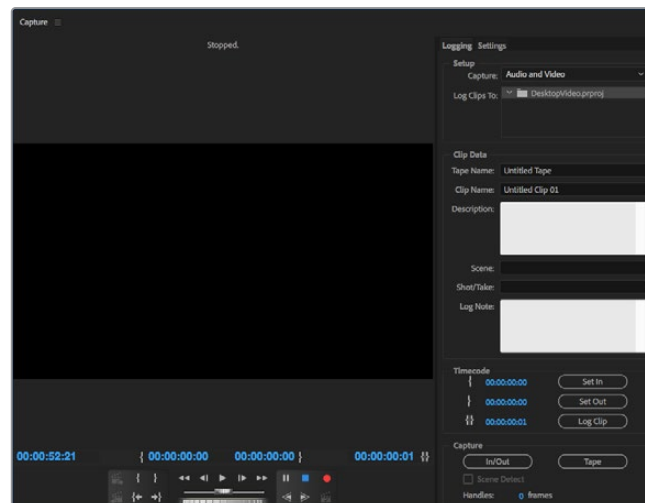 Capture
Stopped.
Logging Settings
Setup
Capture: Audio and Video
Log Clips To: DesktopVideo.prproj
Clip Data
Tape Name: Untitled Tape
Clip Name: Untitled Clip 01
Description:
Scene:
Shot/Take:
Log Note:
Timecode
{ 00:00:00:00 Set In
} 00:00:00:00 Set Out
{} 00:00:00:01 Log Clip
00:00:52:21 { 00:00:00:00 00:00:00:00 } 00:00:00:01 {}
Capture
In/Out Tape
Scene Detect
Handles: 0 frames